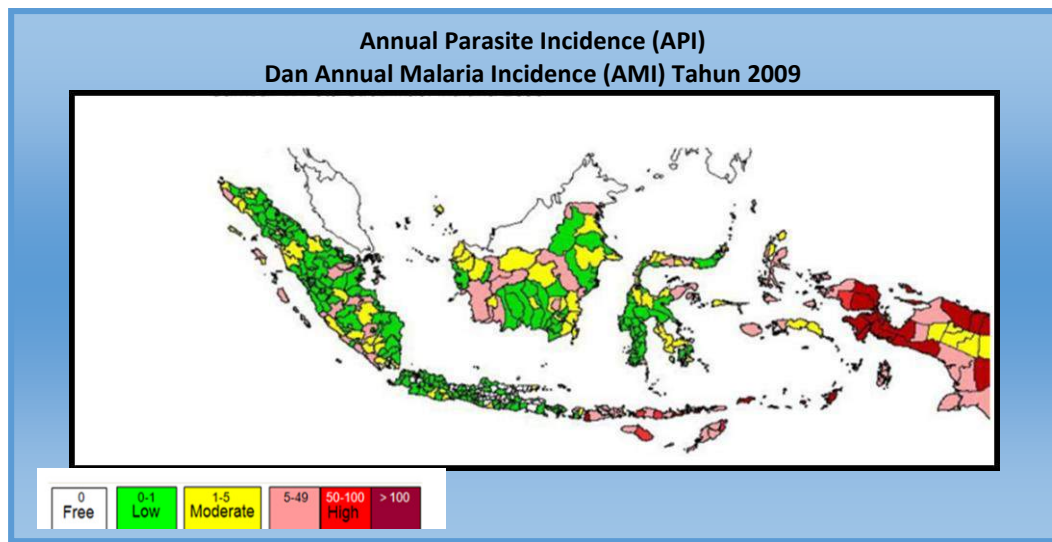 Annual Parasite Incidence (API)
Dan Annual Malaria Incidence (AMI) Tahun 2009
0 0-1 1-5 5-49 50-100 > 100
Free Low Moderate High